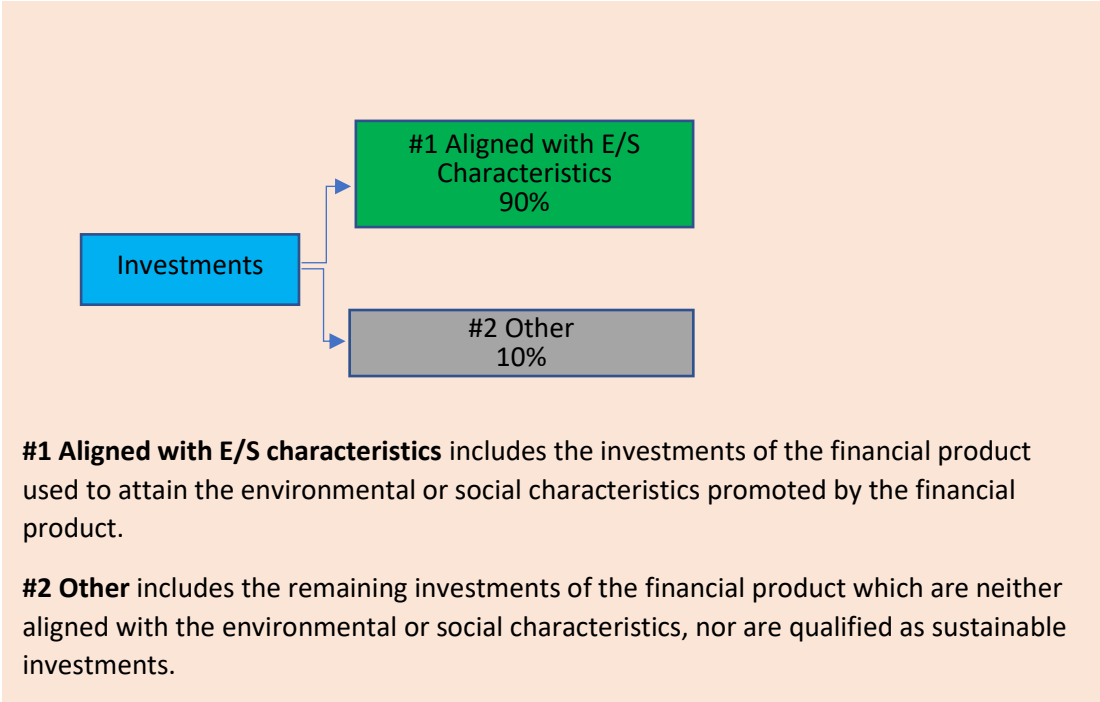 #1 Aligned with E/S
Characteristics
90%
Investments
#2 Other
10%
#1 Aligned with E/S characteristics includes the investments of the financial product
used to attain the environmental or social characteristics promoted by the financial
product.
#2 Other includes the remaining investments of the financial product which are neither
aligned with the environmental or social characteristics, nor are qualified as sustainable
investments.